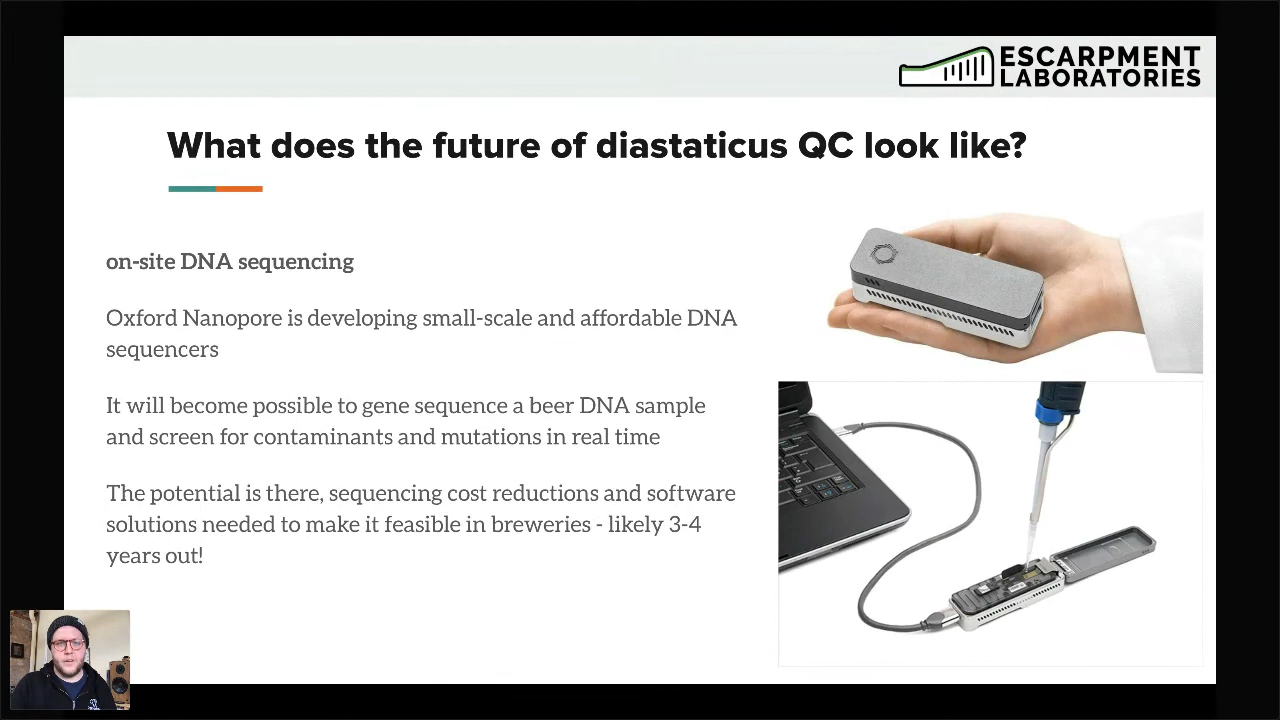 ESCARPMENT
LABORATORIES
What does the future of diastaticus QC look like?
on-site DNA sequencing
Oxford Nanopore is developing small-scale and affordable DNA
sequencers
It will become possible to gene sequence a beer DNA sample
and screen for contaminants and mutations in real time
The potential is there, sequencing cost reductions and software
solutions needed to make it feasible in breweries - likely 3-4
years out!